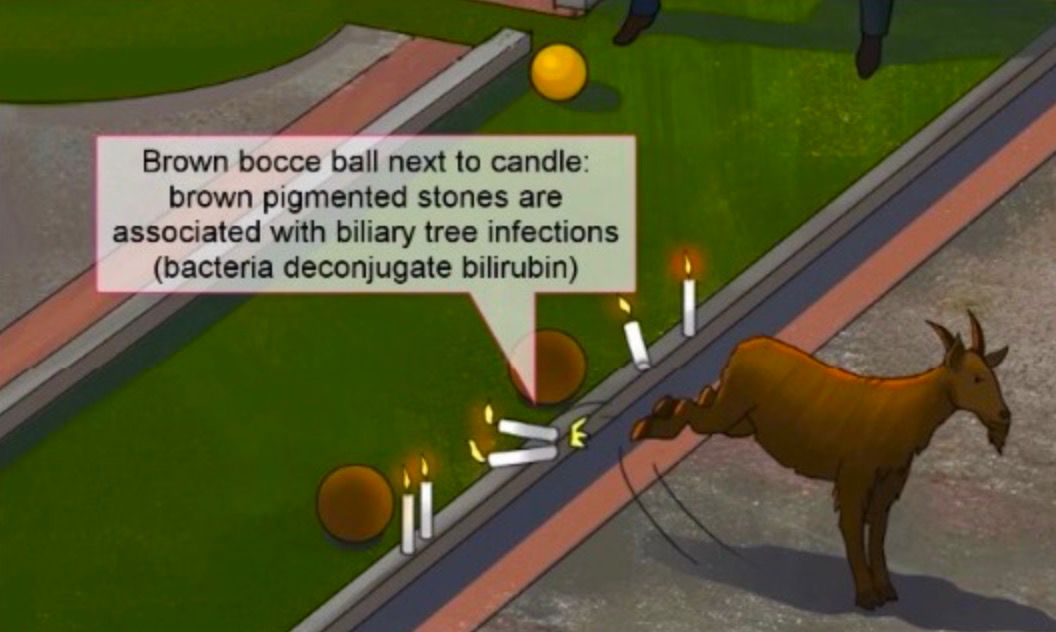 Brown bocce ball next to candle:
brown pigmented stones are
associated with biliary tree infections
(bacteria deconjugate bilirubin)